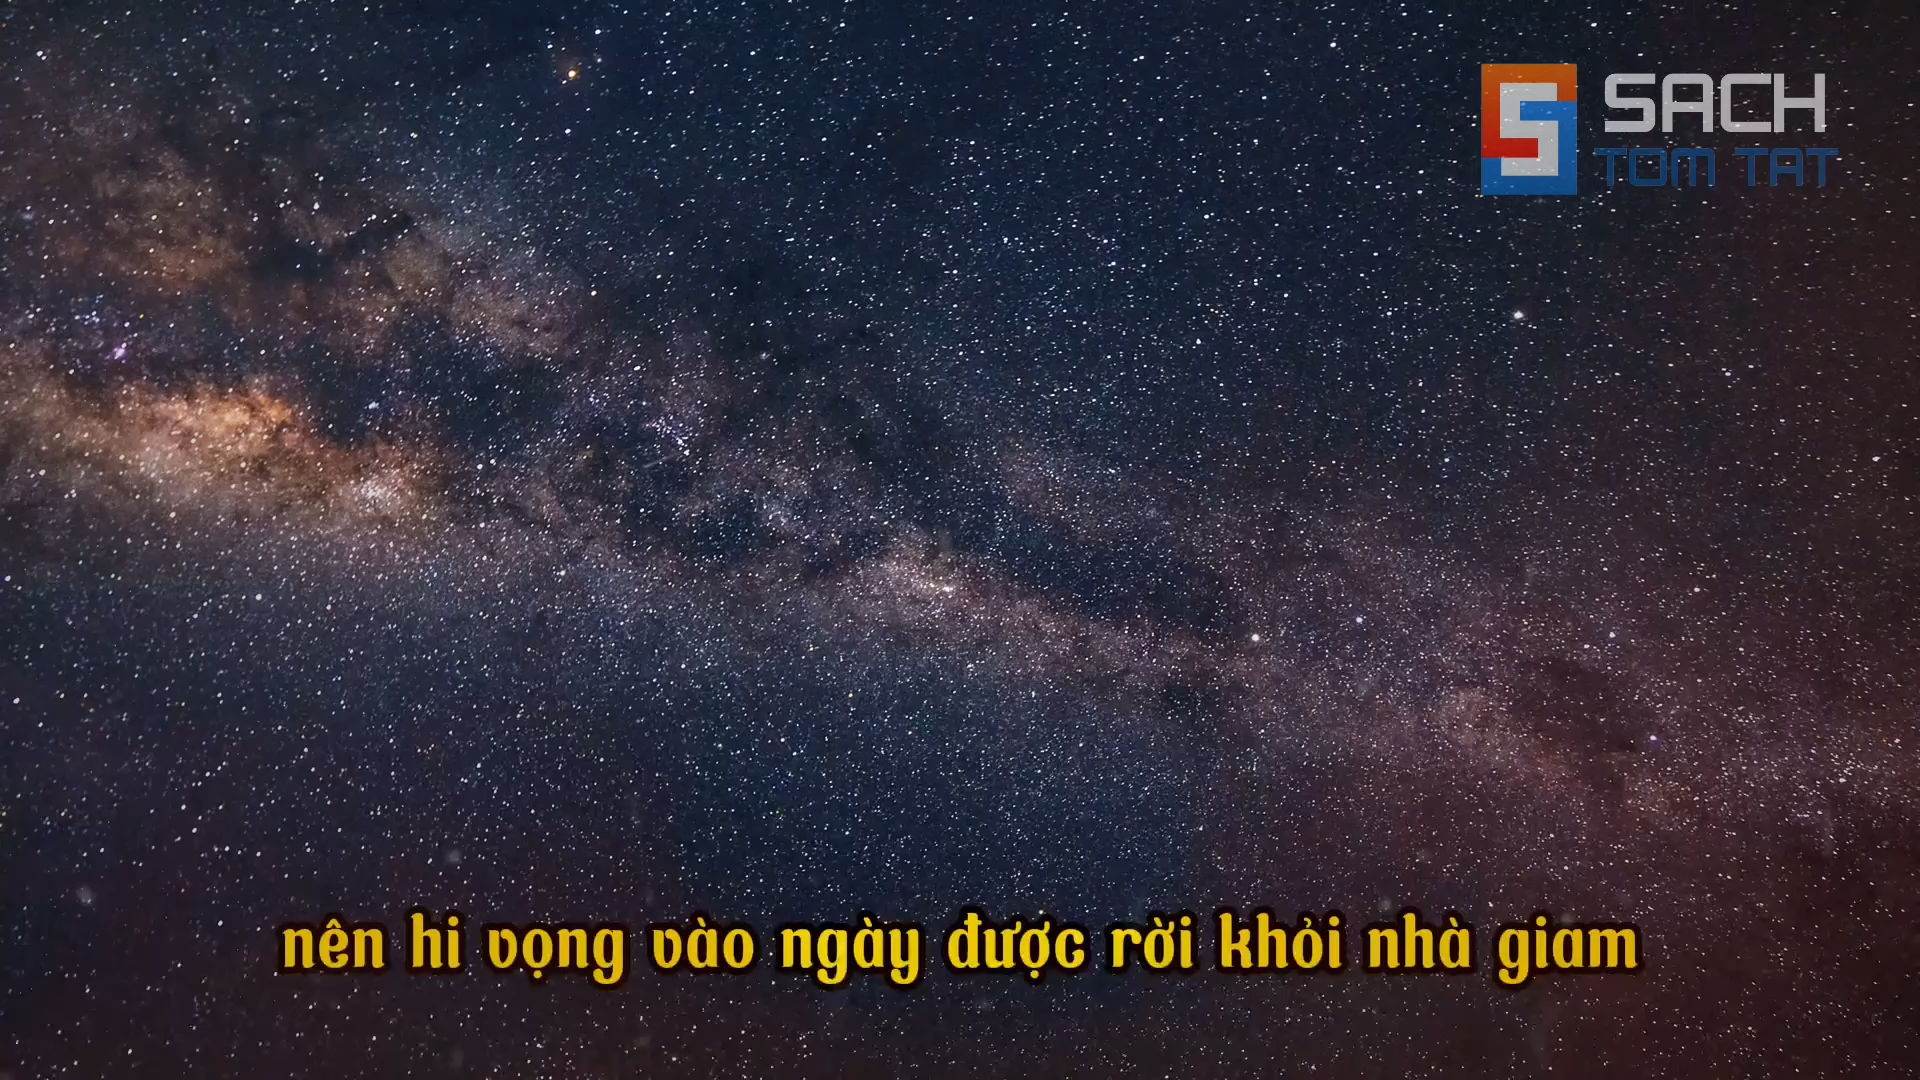 SACH
TOM TAT
nên hi vọng vào ngày được rời khỏi nhà giam